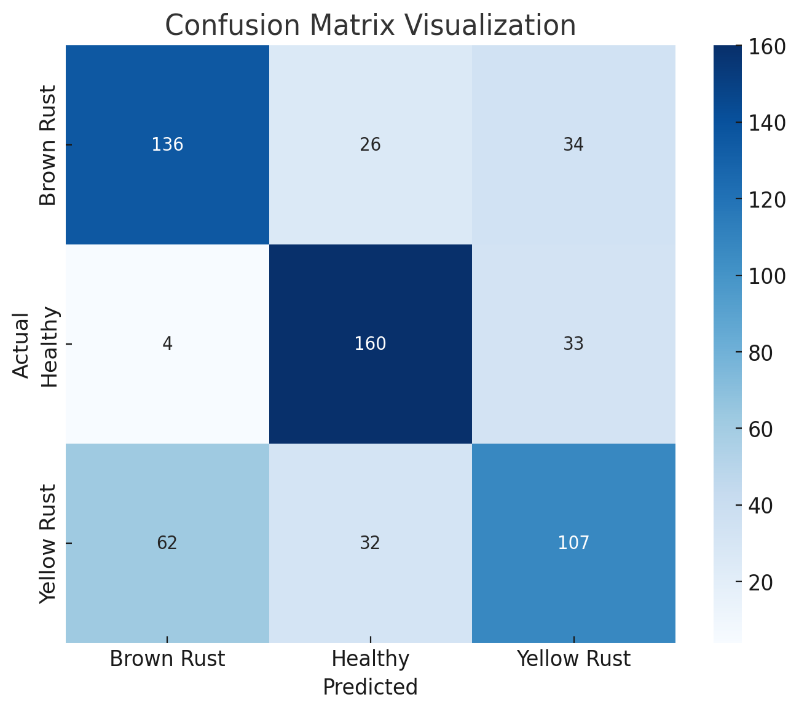 Confusion Matrix Visualization
Brown Rust
136
26
34
Actual
Healthy
4
160
33
Yellow Rust
62
32
107
Brown Rust
Healthy
Yellow Rust
Predicted
160
140
120
100
80
60
40
20